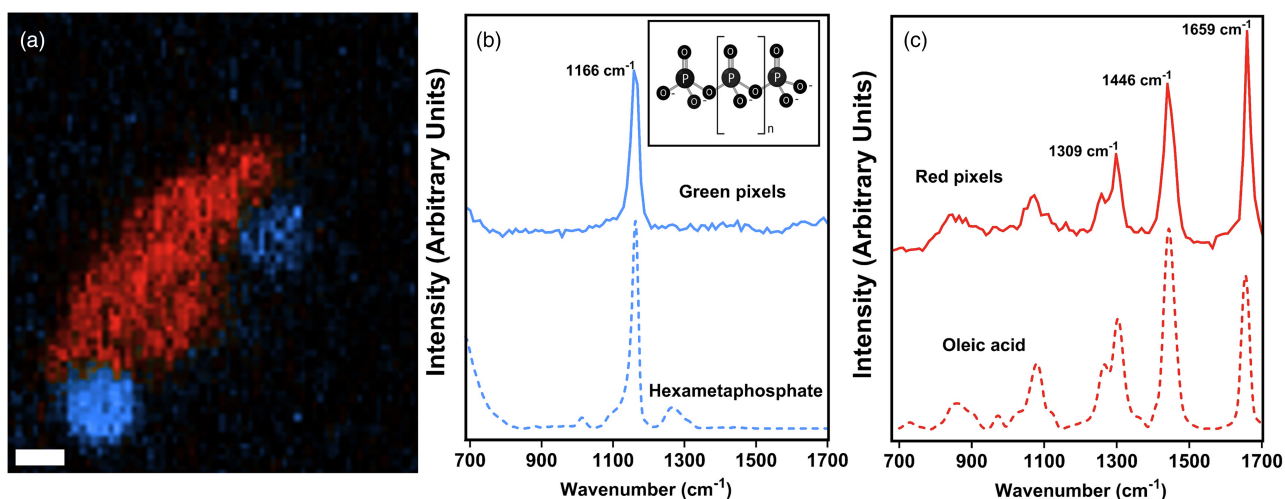 (a)
(b)
1166 cm-1
O O O
P P P
O O O O
O - O - O -
n
Green pixels
Hexametaphosphate
Intensity (Arbitrary Units)
700 900 1100 1300 1500 1700
Wavenumber (cm-1)
(c)
1659 cm-1
1446 cm-1
1309 cm-1
Red pixels
Oleic acid
Intensity (Arbitrary Units)
700 900 1100 1300 1500 1700
Wavenumber (cm-1)